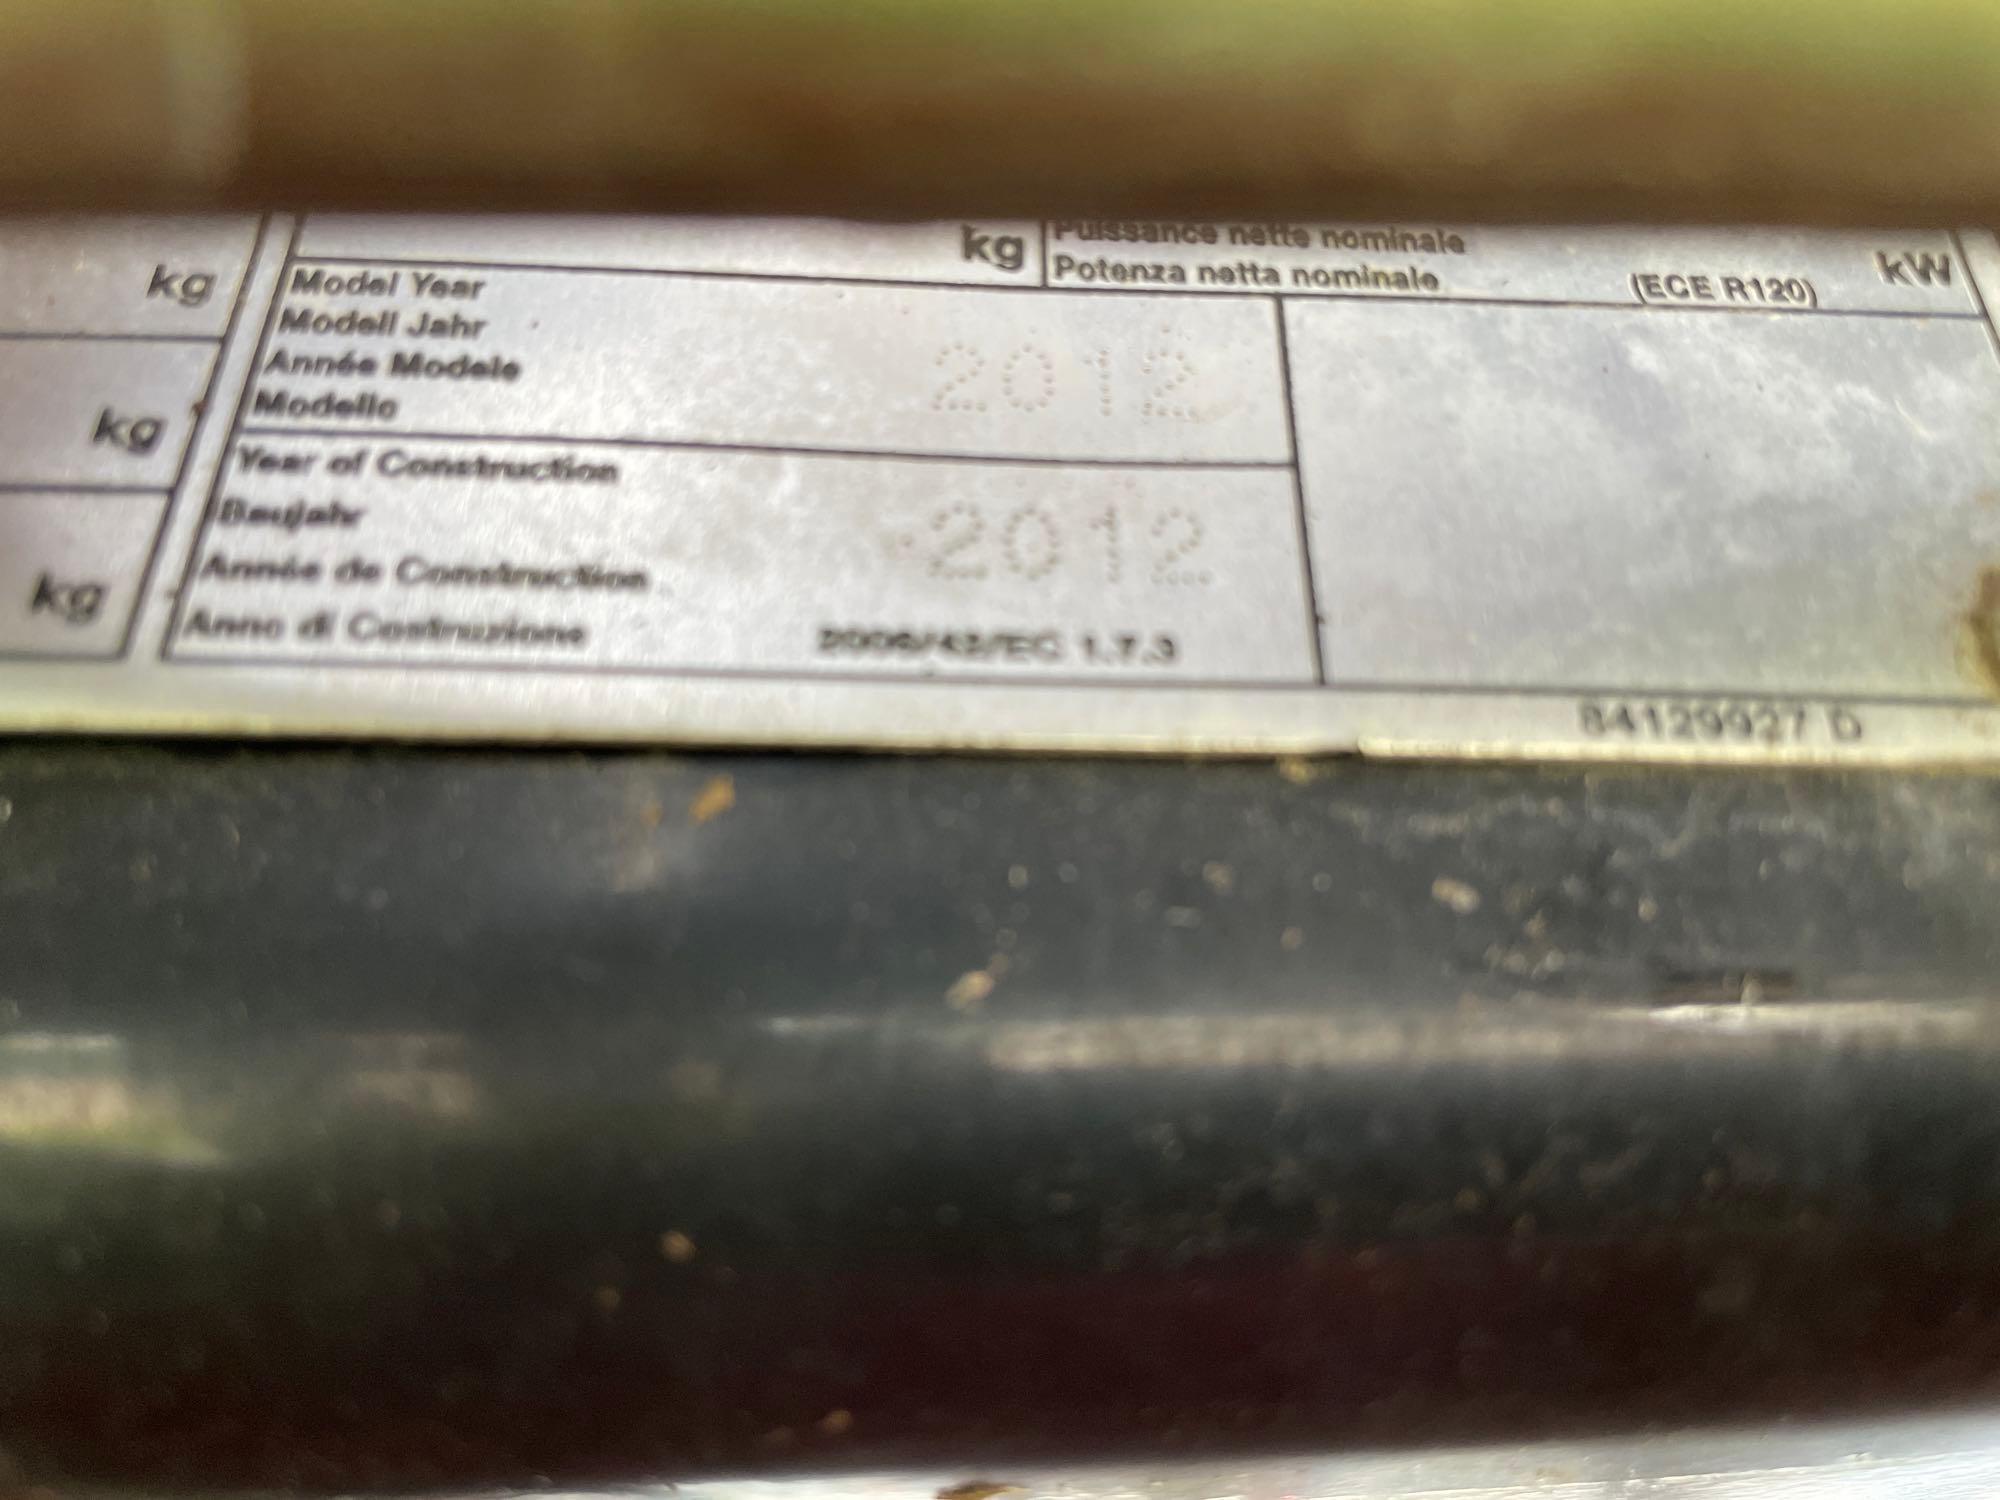 kg
kg
kg
kg
Puissance nette nominale
Potenza netta nominale
(ECE R120)
kW
Model Year
Modell Jahr
Année Modele
Modello
2012
Year of Construction
Baujahr
Année de Construction
Anno di Costruzione
2012
2006/42/EC 1.7.3
84129927 D